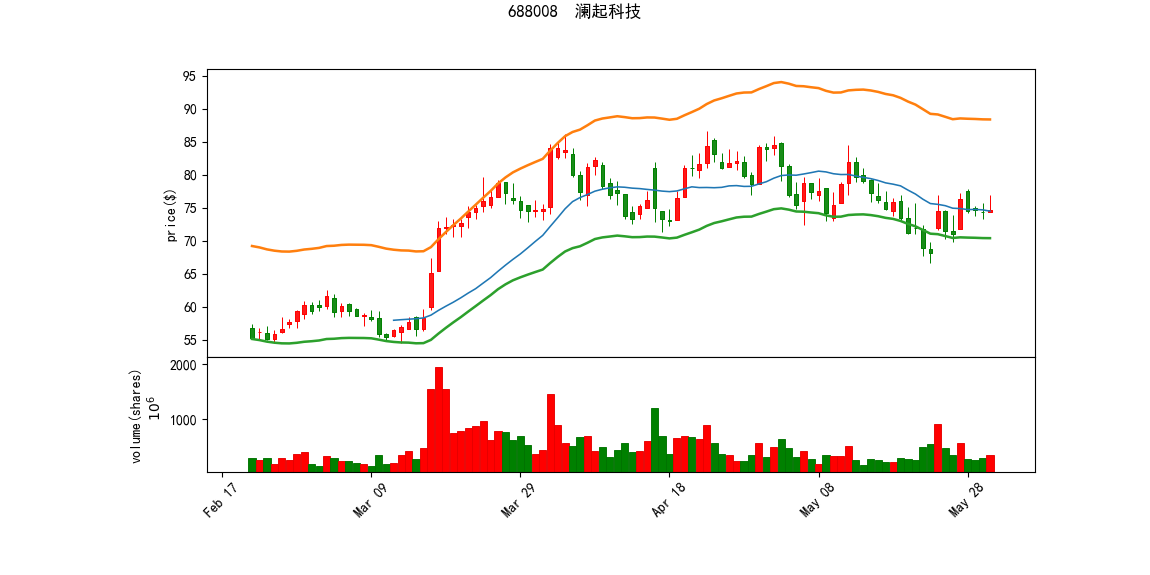 688008 澜起科技
95
90
85
80
75
70
65
60
55
price($)
2000
1000
volume(shares)
10^6
Feb 17
Mar 09
Mar 29
Apr 18
May 08
May 28